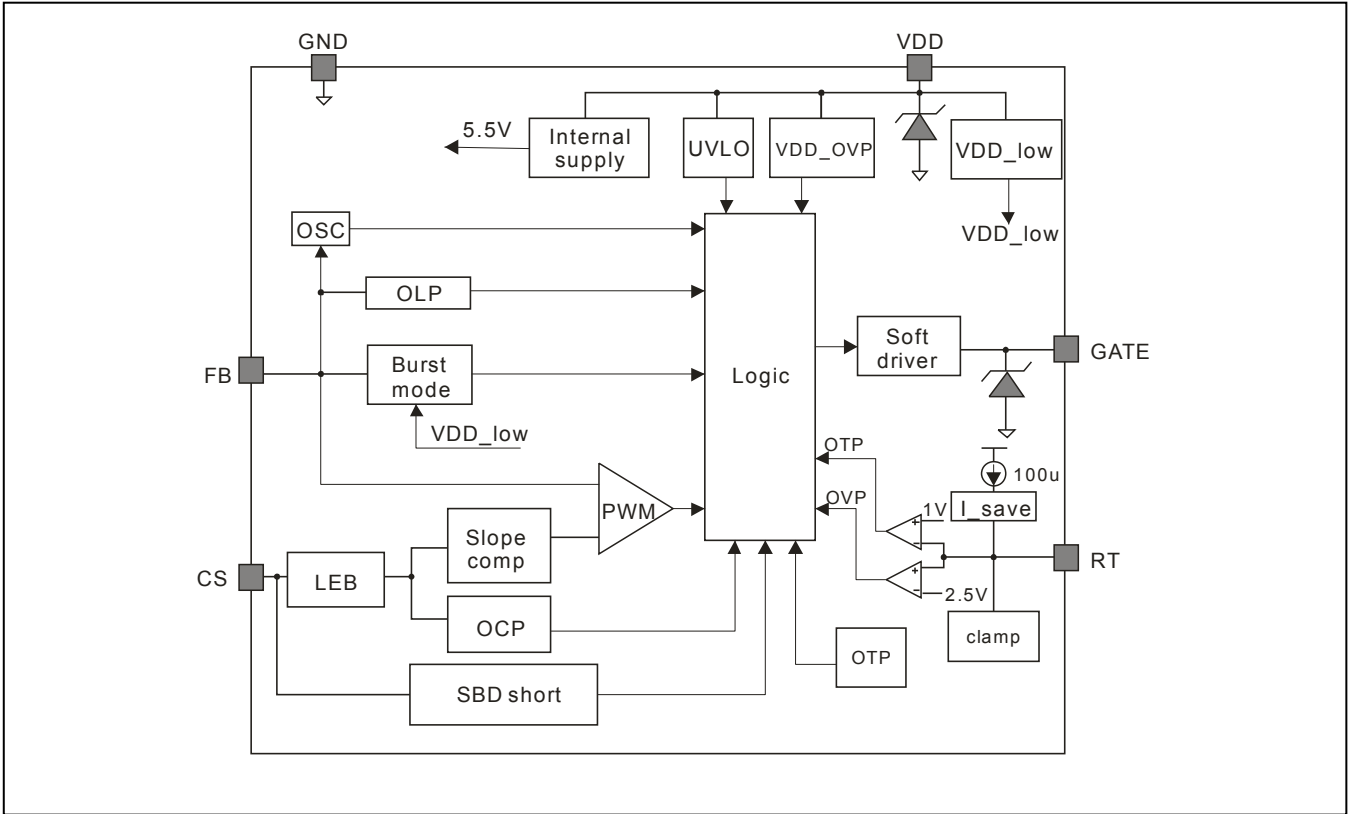 GND
VDD
5.5V
Internal
supply
UVLO
VDD_OVP
VDD_low
VDD_low
OSC
OLP
Burst
mode
VDD_low
FB
Logic
Soft
driver
GATE
OTP
OVP
100u
I_save
1V
+
-
+
-
2.5V
RT
clamp
PWM
Slope
comp
CS
LEB
OCP
OTP
SBD short